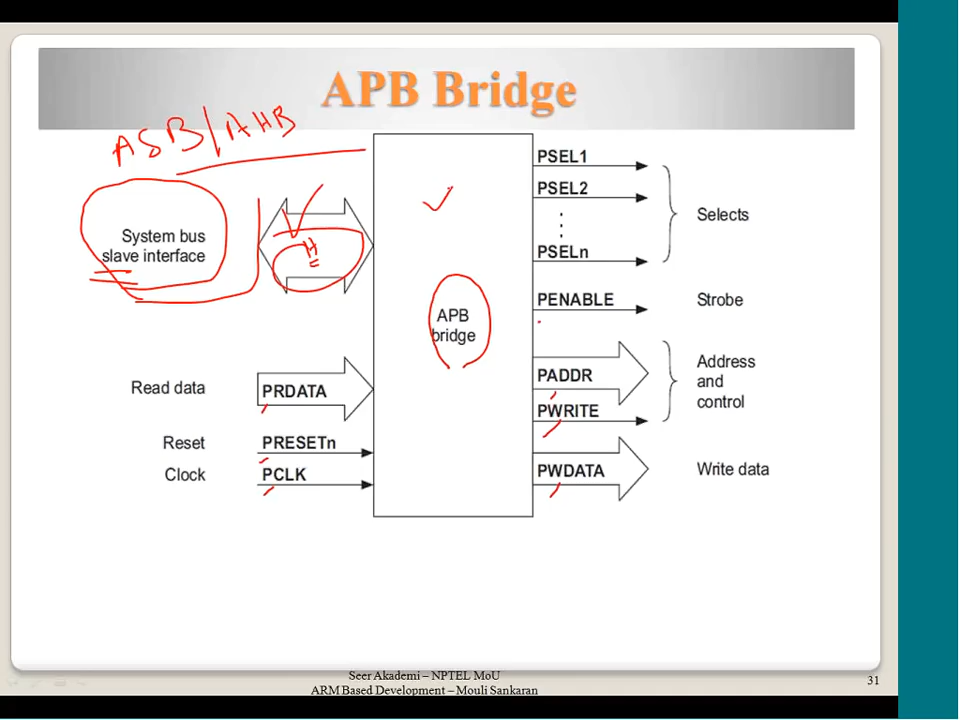 APB Bridge
ASB/AHB
System bus
slave interface
H
APB
bridge
PSEL1
PSEL2
PSELn
Selects
PENABLE
Strobe
PADDR
PWRITE
Address
and
control
Read data
PRDATA
Reset
PRESETn
Clock
PCLK
PWDATA
Write data
Seer Akademi – NPTEL MoU
ARM Based Development – Mouli Sankaran
31